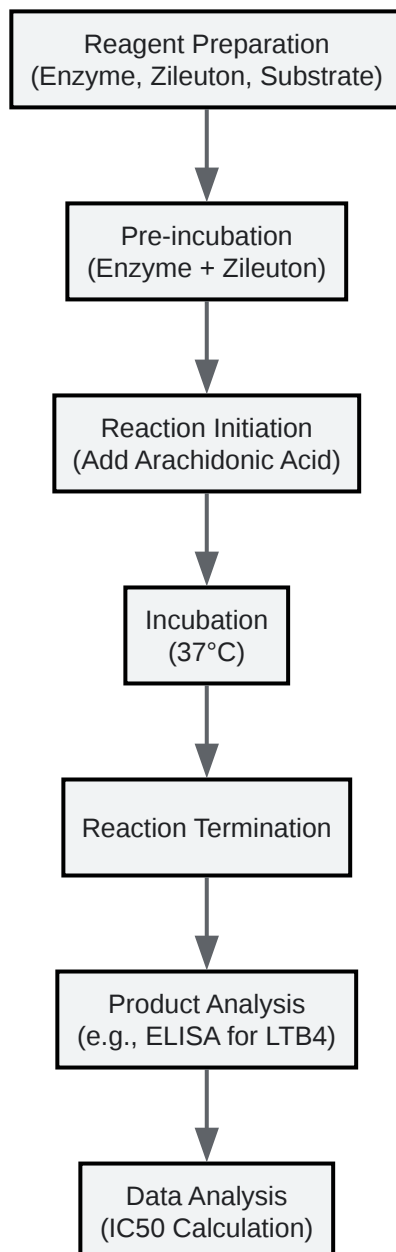 Reagent Preparation
(Enzyme, Zileuton, Substrate)
Pre-incubation
(Enzyme + Zileuton)
Reaction Initiation
(Add Arachidonic Acid)
Incubation
(37°C)
Reaction Termination
Product Analysis
(e.g., ELISA for LTB4)
Data Analysis
(IC50 Calculation)